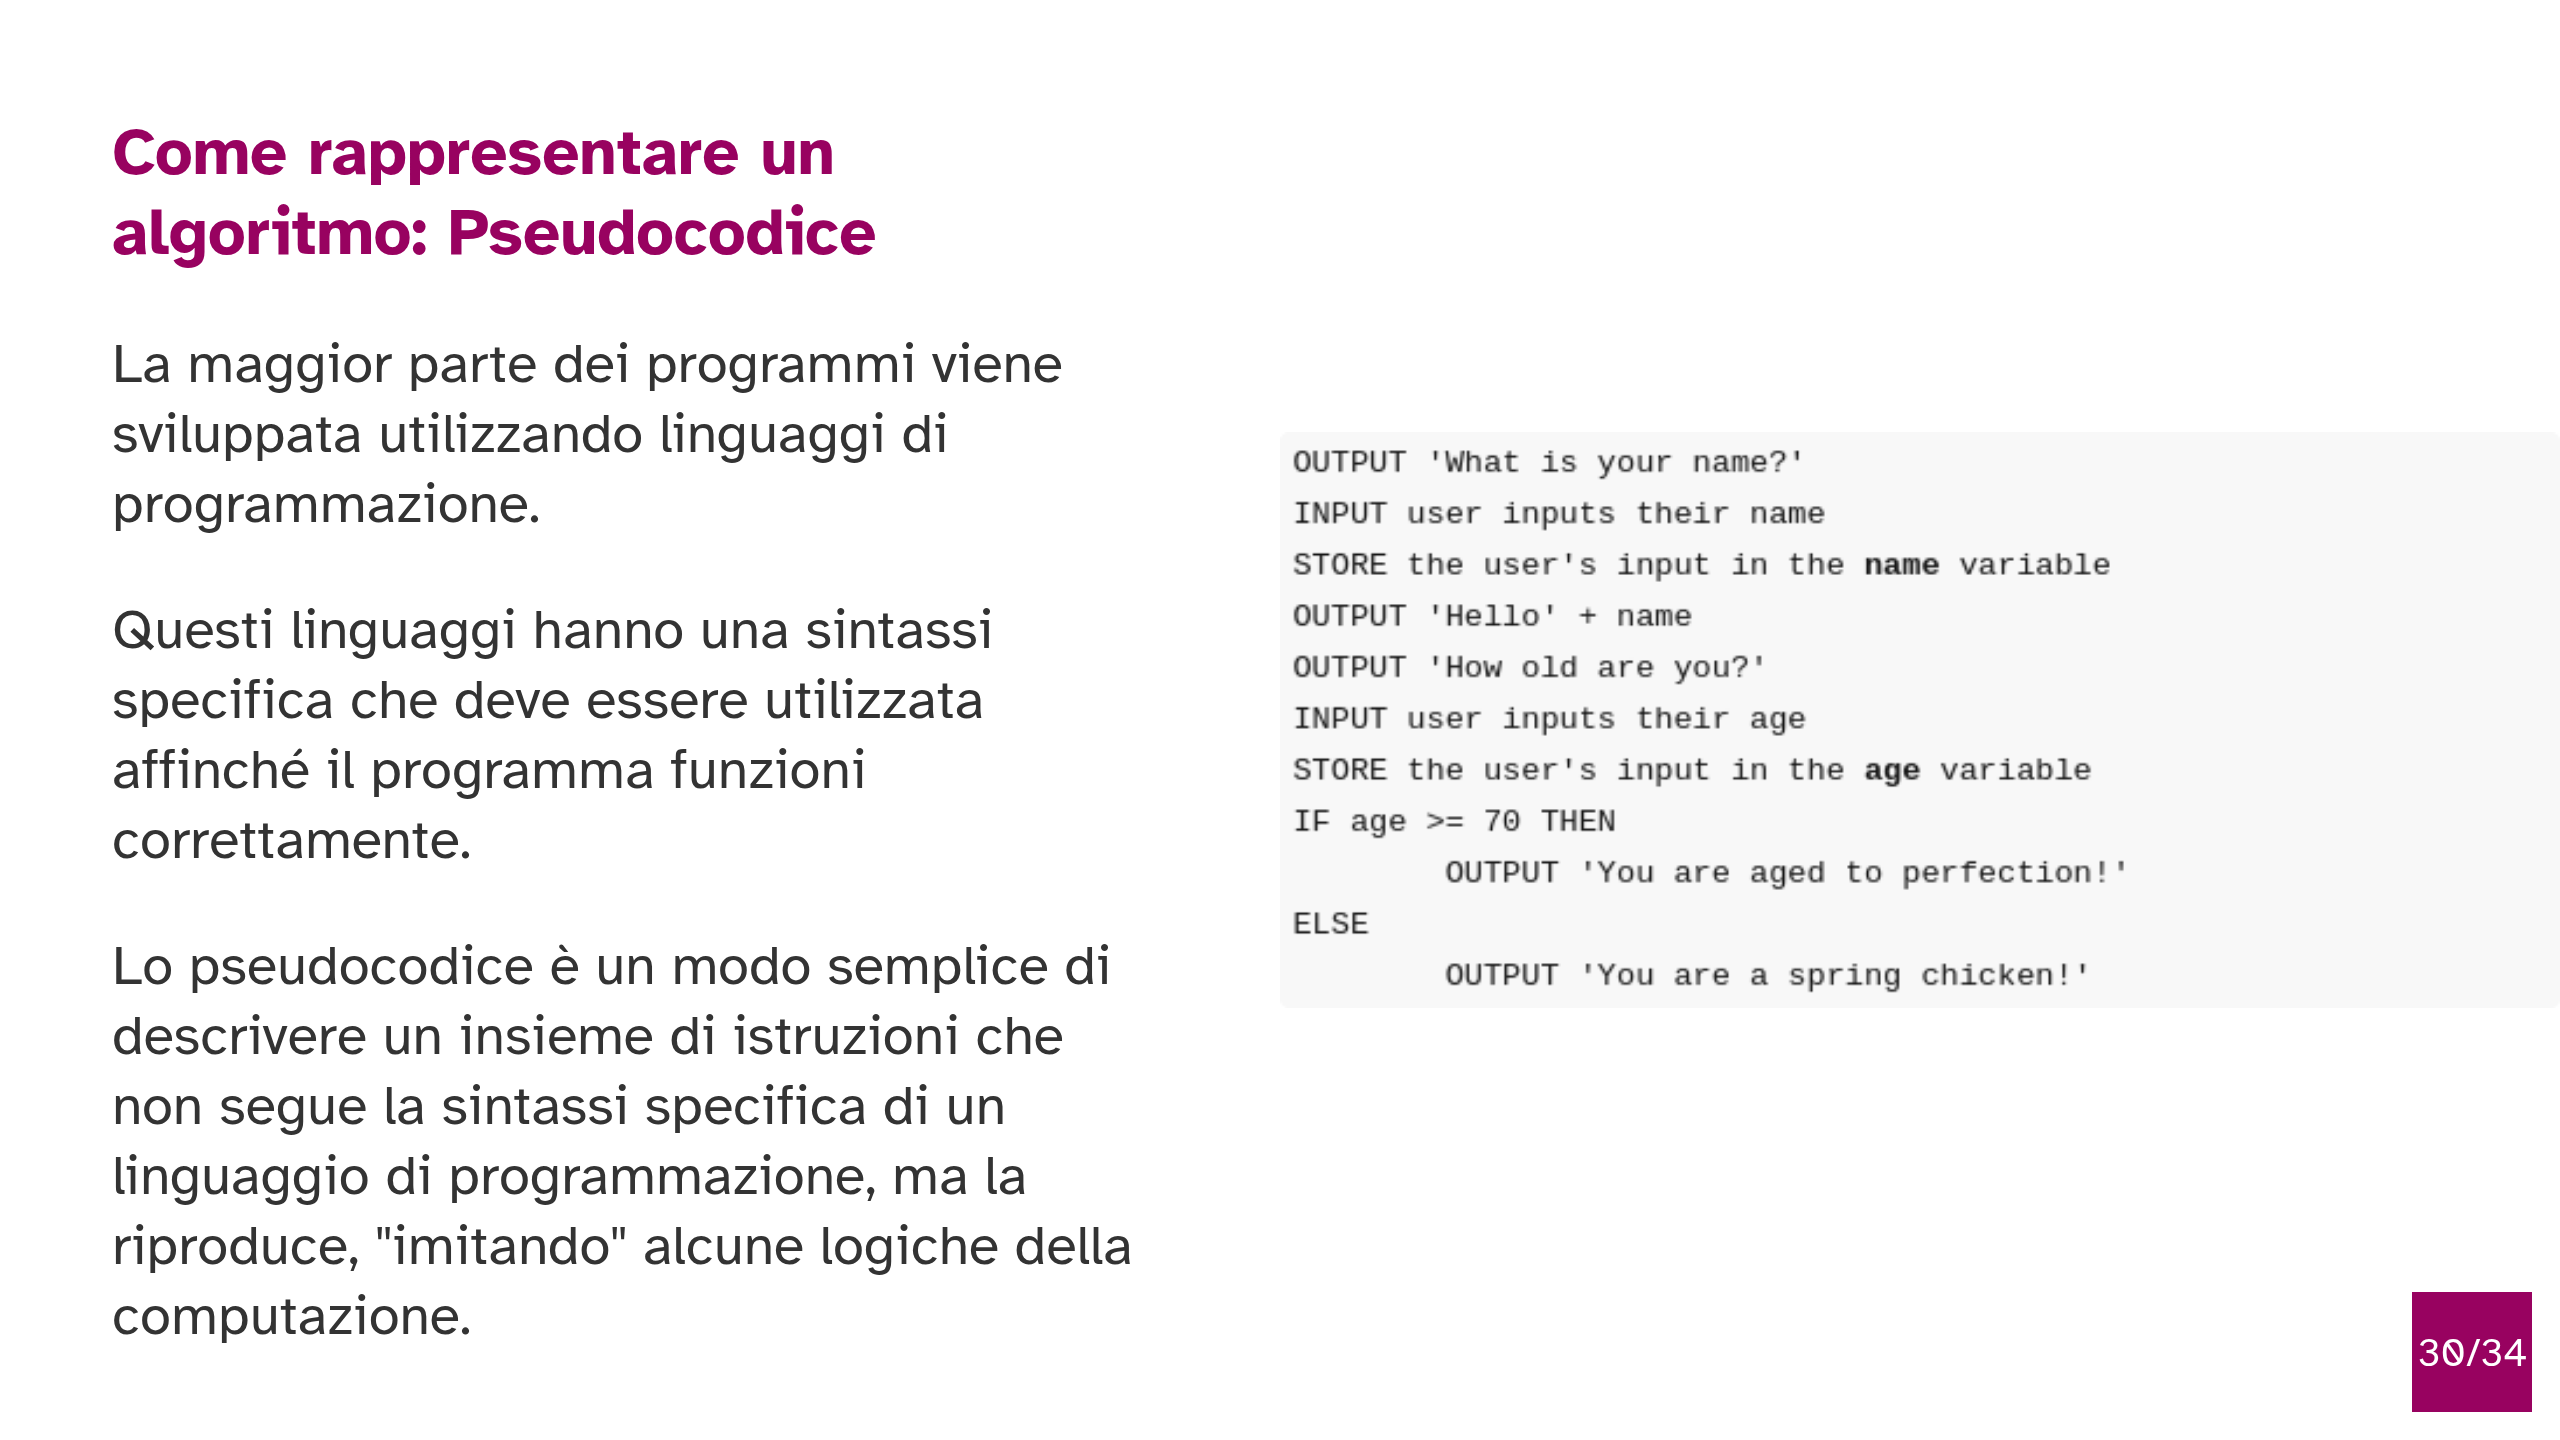 Come rappresentare un
algoritmo: Pseudocodice
La maggior parte dei programmi viene
sviluppata utilizzando linguaggi di
programmazione.
Questi linguaggi hanno una sintassi
specifica che deve essere utilizzata
affinché il programma funzioni
correttamente.
Lo pseudocodice è un modo semplice di
descrivere un insieme di istruzioni che
non segue la sintassi specifica di un
linguaggio di programmazione, ma la
riproduce, "imitando" alcune logiche della
computazione.
OUTPUT 'What is your name?'
INPUT user inputs their name
STORE the user's input in the name variable
OUTPUT 'Hello' + name
OUTPUT 'How old are you?'
INPUT user inputs their age
STORE the user's input in the age variable
IF age >= 70 THEN
        OUTPUT 'You are aged to perfection!'
ELSE
        OUTPUT 'You are a spring chicken!'
30/34